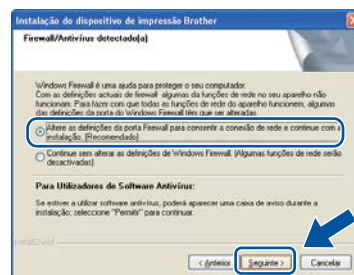 Instalação do dispositivo de impressão Brother
Firewall/Antivírus detectado(a)
Windows Firewall é uma ajuda para proteger o seu computador.
Com as definições actuais de firewall algumas da funções de rede no seu aparelho não
funcionam. Para fazer com que todas as funções de rede do aparelho funcionem, algumas
das definições da porta do Windows Firewall têm que ser alteradas.
Altere as definições da porta Firewall para consentir a conexão de rede e continue com a
instalação. (Recomendado)
Continue sem alterar as definições de Windows Firewall. (Algumas funções de rede serão
desactivadas)
Para Utilizadores de Software Antivírus:
Se estiver a utilizar software antivírus, poderá aparecer uma caixa de aviso durante a
instalação; seleccione "Permitir" para continuar.
InstallShield
< Anterior Seguinte > Cancelar